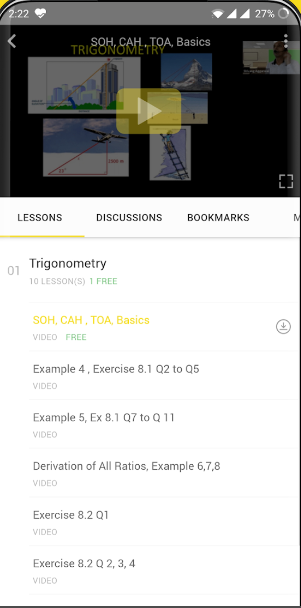 2:22
27%
SOH, CAH , TOA, Basics
TRIGONOMETRY
LESSONS
DISCUSSIONS
BOOKMARKS
M
01
Trigonometry
10 LESSON(S) 1 FREE
SOH, CAH , TOA, Basics
VIDEO FREE
Example 4 , Exercise 8.1 Q2 to Q5
VIDEO
Example 5, Ex 8.1 Q7 to Q 11
VIDEO
Derivation of All Ratios, Example 6,7,8
VIDEO
Exercise 8.2 Q1
VIDEO
Exercise 8.2 Q 2, 3, 4
VIDEO